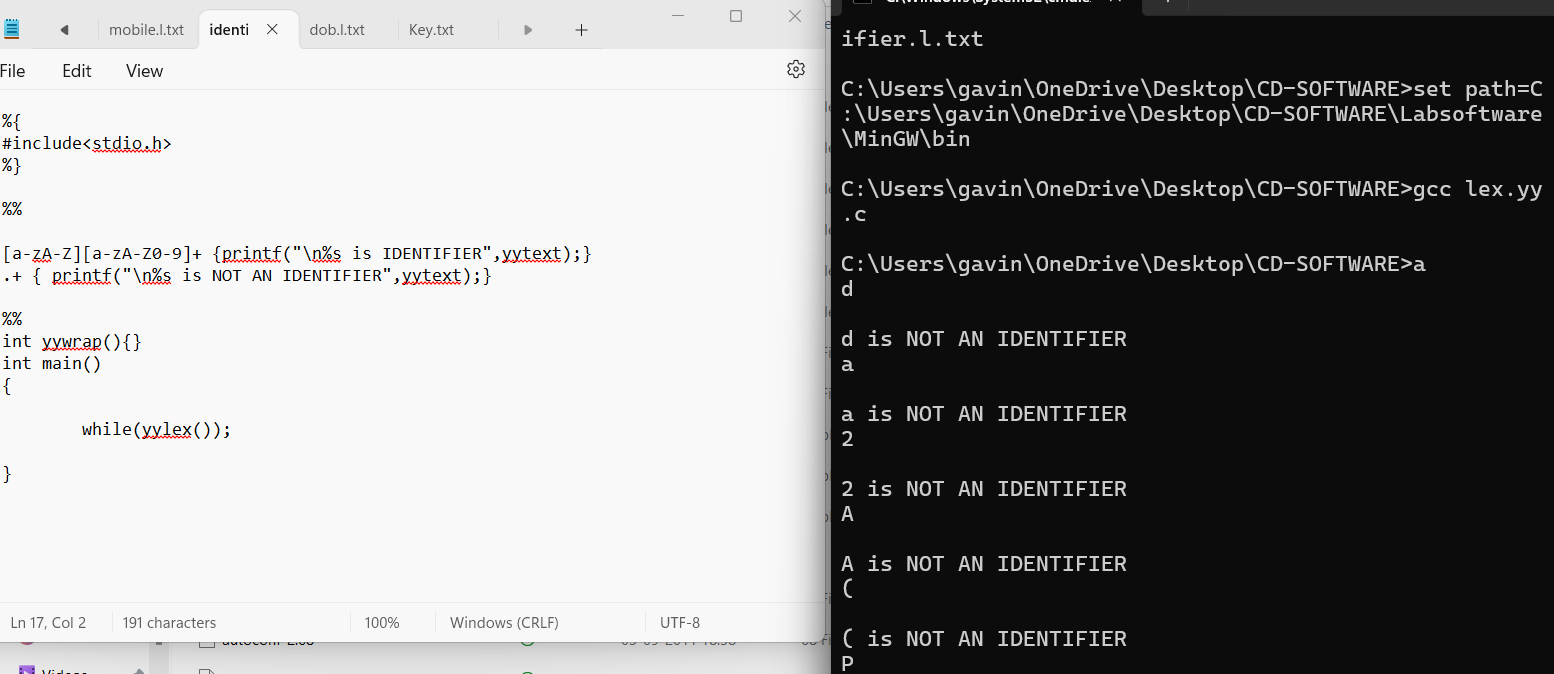 mobile.l.txt
identi
dob.l.txt
Key.txt
File
Edit
View
%{
#include<stdio.h>
%}
%%
[a-zA-Z][a-zA-Z0-9]+ {printf("\n%s is IDENTIFIER",yytext);}
.+ { printf("\n%s is NOT AN IDENTIFIER",yytext);}
%%
int yywrap(){}
int main()
{
while(yylex());
}
Ln 17, Col 2
191 characters
100%
Windows (CRLF)
UTF-8
Videos
ifier.l.txt
C:\Users\gavin\OneDrive\Desktop\CD-SOFTWARE>set path=C
:\Users\gavin\OneDrive\Desktop\CD-SOFTWARE\Labsoftware
\MinGW\bin
C:\Users\gavin\OneDrive\Desktop\CD-SOFTWARE>gcc lex.yy
.c
C:\Users\gavin\OneDrive\Desktop\CD-SOFTWARE>a
d
d is NOT AN IDENTIFIER
a
a is NOT AN IDENTIFIER
2
2 is NOT AN IDENTIFIER
A
A is NOT AN IDENTIFIER
(
( is NOT AN IDENTIFIER
P